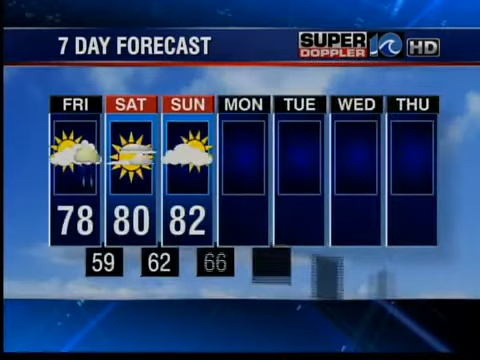 7 DAY FORECAST
SUPER DOPPLER 10 HD
FRI SAT SUN MON TUE WED THU
78 80 82
59 62 66